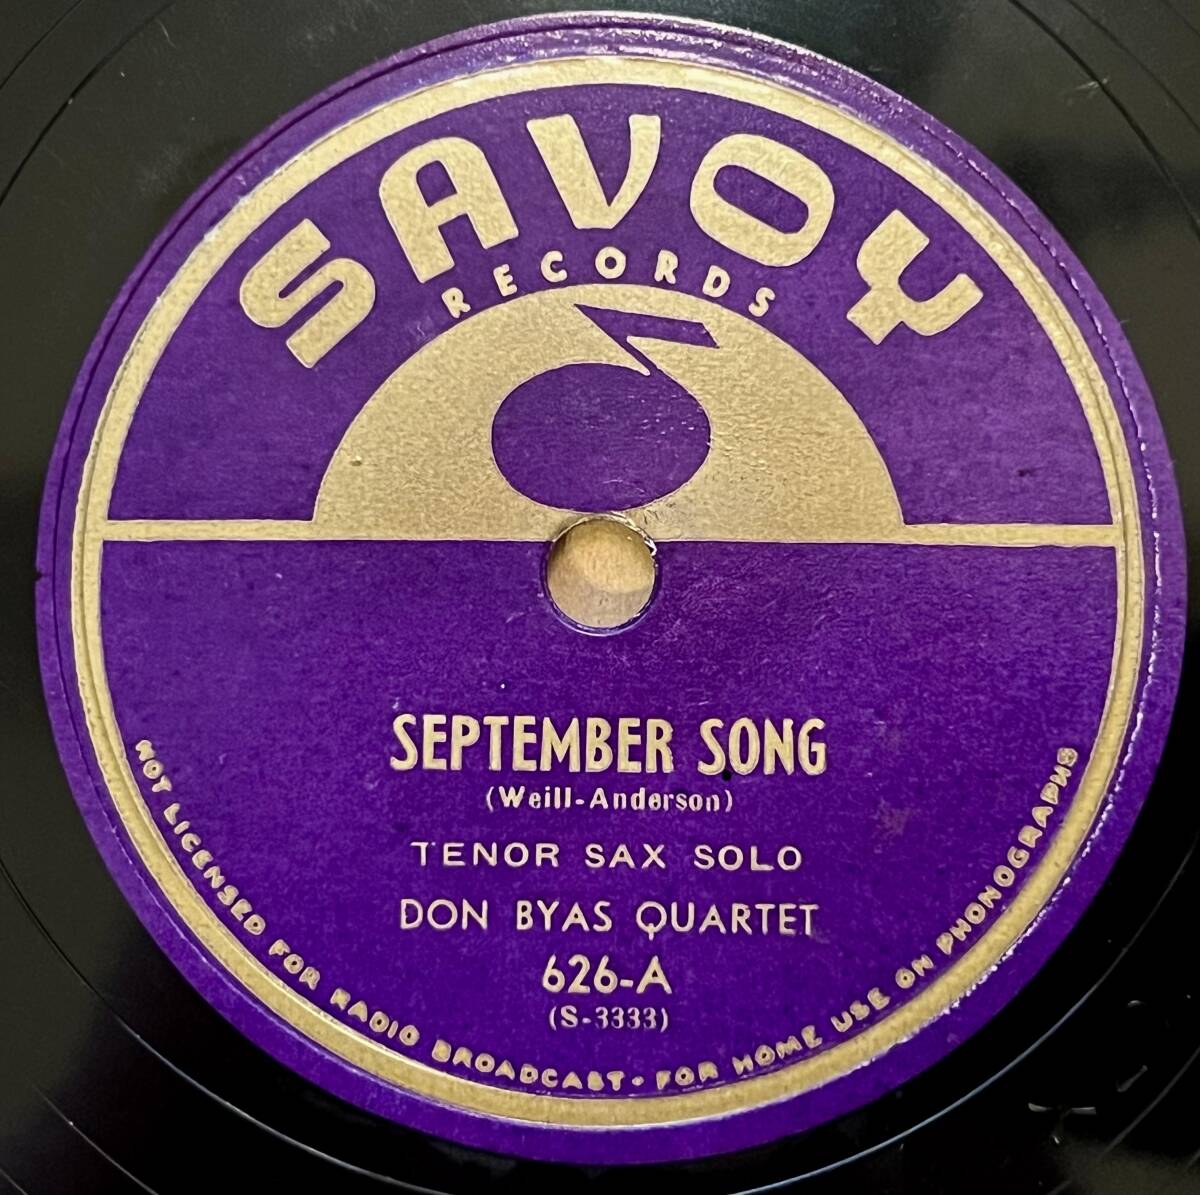 SAVOY
RECORDS
SEPTEMBER SONG
(Weill-Anderson)
TENOR SAX SOLO
DON BYAS QUARTET
626-A
(S-3333)
NOT LICENSED FOR RADIO BROADCAST • FOR HOME USE ON PHONOGRAPHS